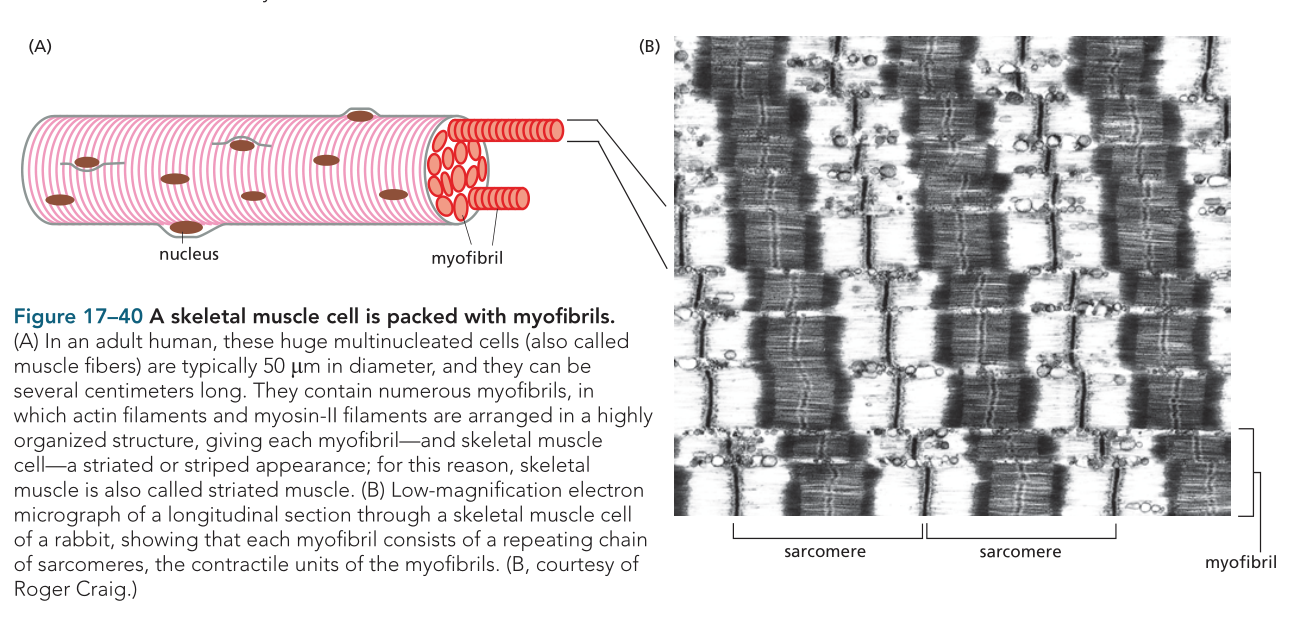 (A)
nucleus
myofibril
Figure 17–40 A skeletal muscle cell is packed with myofibrils.
(A) In an adult human, these huge multinucleated cells (also called
muscle fibers) are typically 50 μm in diameter, and they can be
several centimeters long. They contain numerous myofibrils, in
which actin filaments and myosin-II filaments are arranged in a highly
organized structure, giving each myofibril—and skeletal muscle
cell—a striated or striped appearance; for this reason, skeletal
muscle is also called striated muscle. (B) Low-magnification electron
micrograph of a longitudinal section through a skeletal muscle cell
of a rabbit, showing that each myofibril consists of a repeating chain
of sarcomeres, the contractile units of the myofibrils. (B, courtesy of
Roger Craig.)
(B)
sarcomere
sarcomere
myofibril